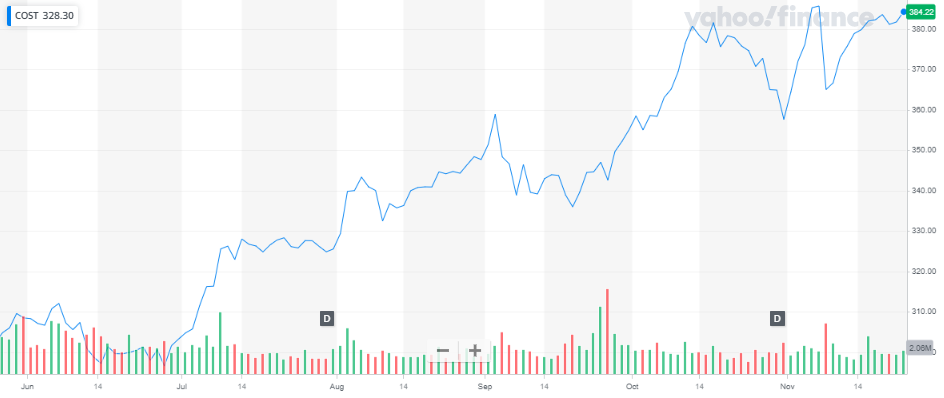 COST 328.30
yahoo!finance
384.22
380.00
370.00
360.00
350.00
340.00
330.00
320.00
310.00
2.08M
D
D
Jun 14 Jul 14 Aug 14 Sep 14 Oct 14 Nov 14